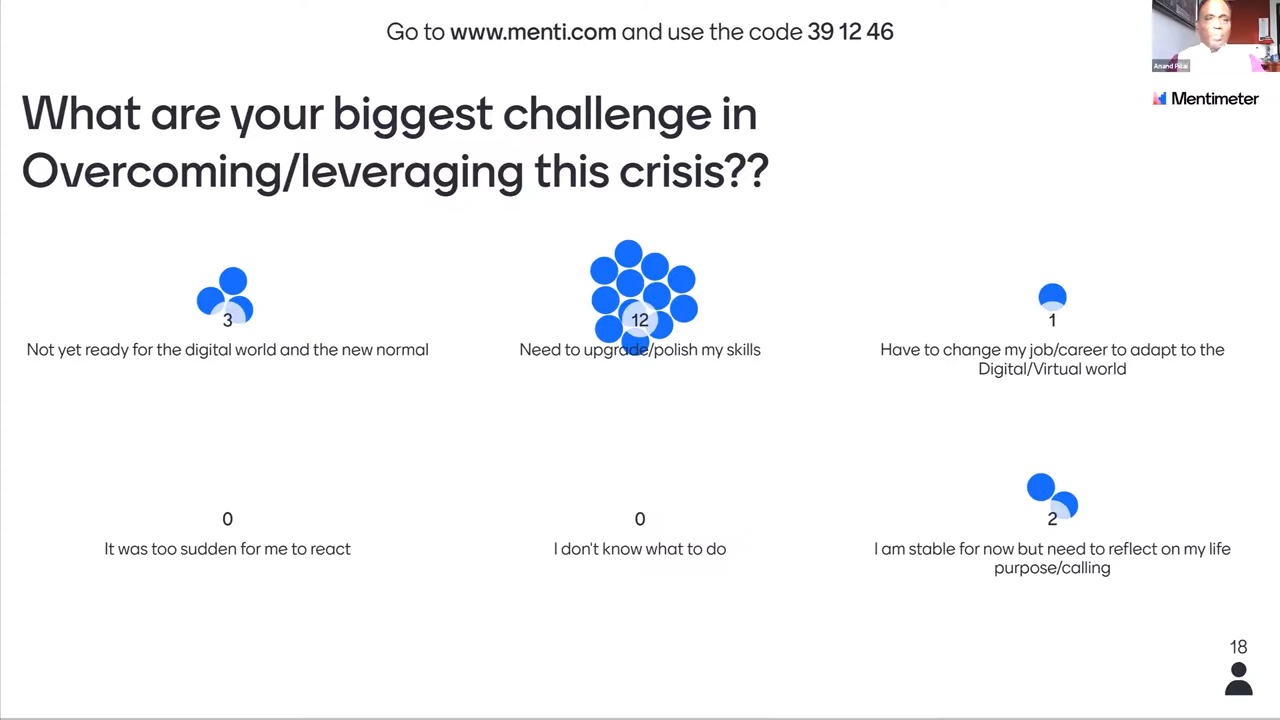 Go to www.menti.com and use the code 39 12 46
Anand Pillai
Mentimeter
What are your biggest challenge in
Overcoming/leveraging this crisis??
3
Not yet ready for the digital world and the new normal
12
Need to upgrade/polish my skills
1
Have to change my job/career to adapt to the
Digital/Virtual world
0
It was too sudden for me to react
0
I don't know what to do
2
I am stable for now but need to reflect on my life
purpose/calling
18